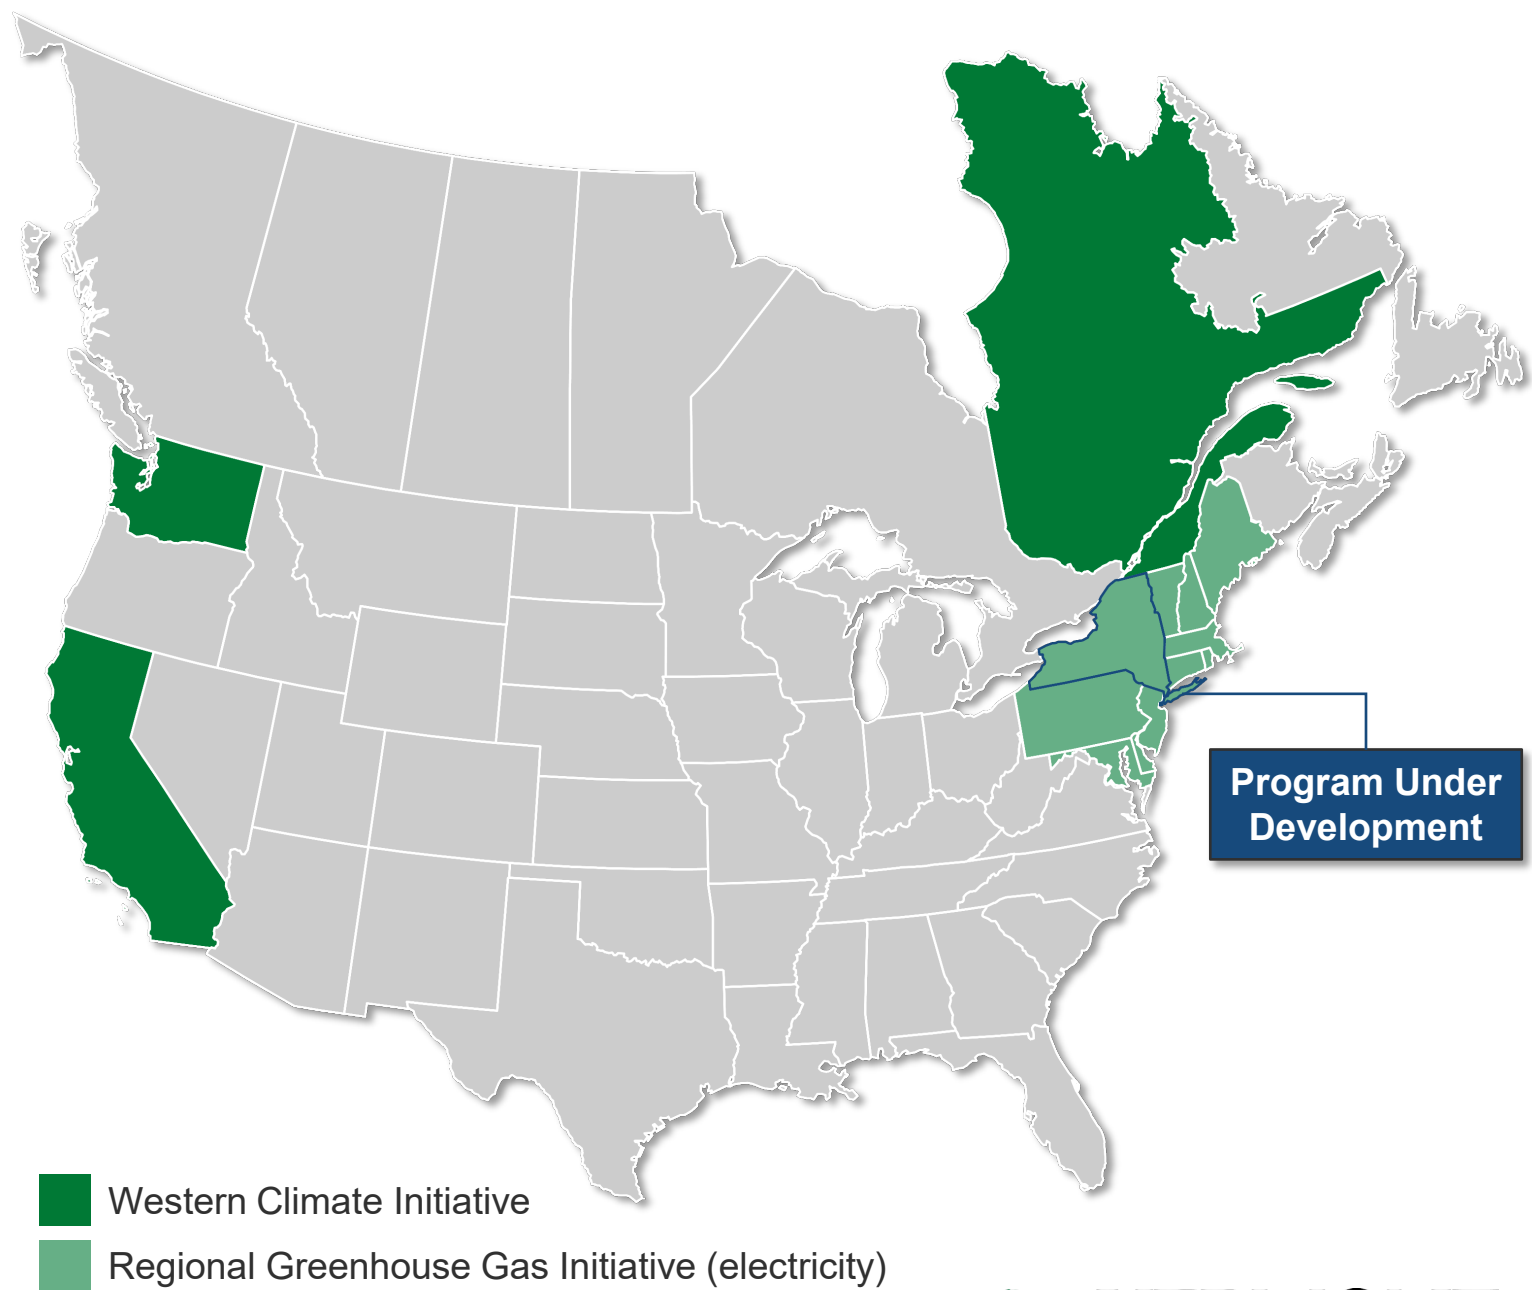 Program Under
Development
Western Climate Initiative
Regional Greenhouse Gas Initiative (electricity)